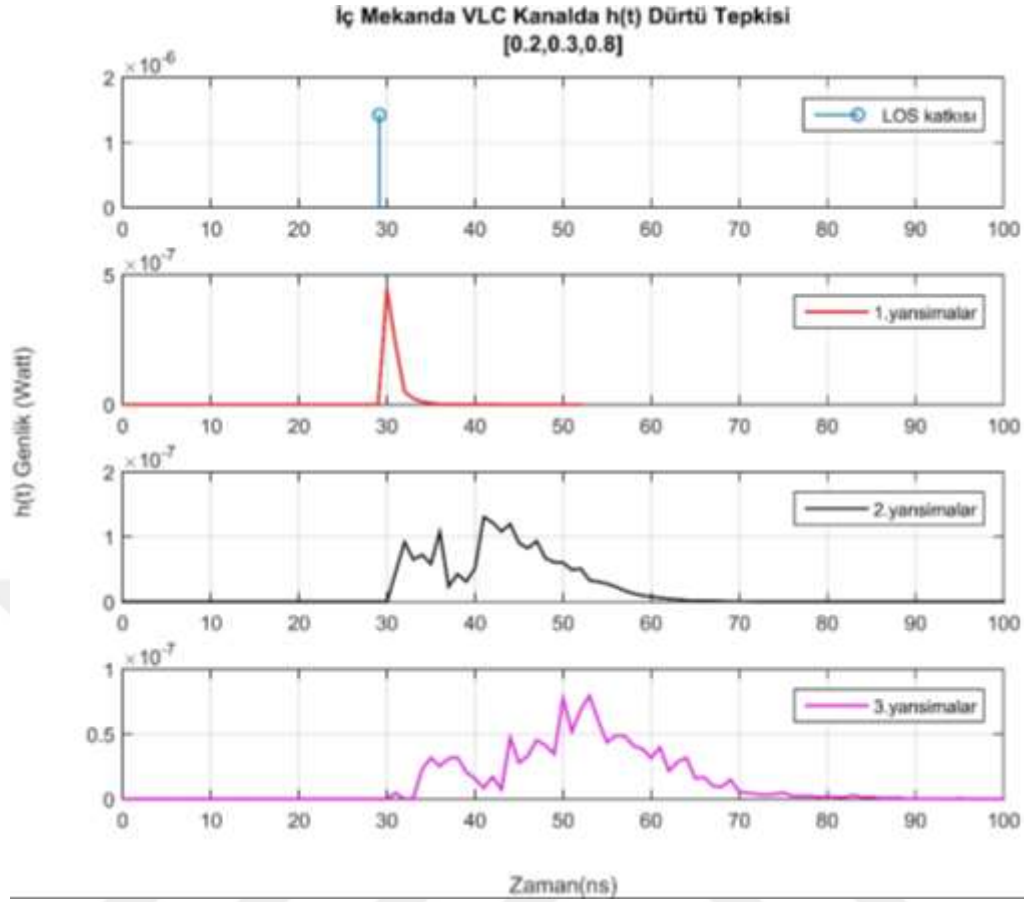 İç Mekanda VLC Kanalda h(t) Dürtü Tepkisi
[0.2,0.3,0.8]
×10^-6
2
1
0
0 10 20 30 40 50 60 70 80 90 100
LOS katkısı
×10^-7
5
0
0 10 20 30 40 50 60 70 80 90 100
1.yansimalar
h(t) Genlik (Watt)
×10^-7
2
1
0
0 10 20 30 40 50 60 70 80 90 100
2.yansimalar
×10^-7
1
0.5
0
0 10 20 30 40 50 60 70 80 90 100
3.yansimalar
Zaman(ns)